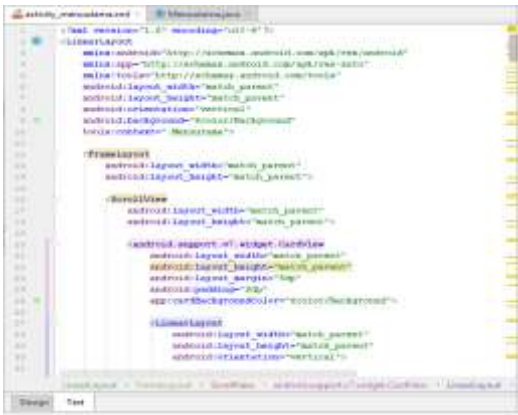 activity_menuutama.xml
Menuutama.java
<?xml version="1.0" encoding="utf-8"?>
<LinearLayout
xmlns:android="http://schemas.android.com/apk/res/android"
xmlns:app="http://schemas.android.com/apk/res-auto"
xmlns:tools="http://schemas.android.com/tools"
android:layout_width="match_parent"
android:layout_height="match_parent"
android:orientation="vertical"
android:background="@color/Background"
tools:context=".Menuutama">
<FrameLayout
android:layout_width="match_parent"
android:layout_height="match_parent">
<ScrollView
android:layout_width="match_parent"
android:layout_height="match_parent">
<android.support.v7.widget.CardView
android:layout_width="match_parent"
android:layout_height="match_parent"
android:layout_margin="5dp"
app:cardBackgroundColor="@color/Background">
<LinearLayout
android:layout_width="match_parent"
android:layout_height="match_parent"
android:orientation="vertical">
LinearLayout FrameLayout ScrollView android.support.v7.widget.CardView LinearLayout
Design Text